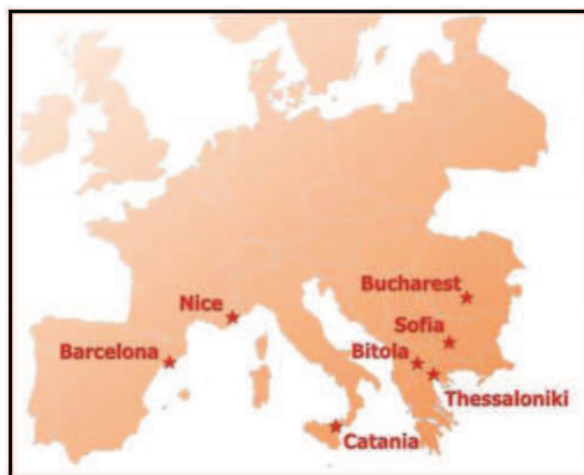 Bucharest
Nice
Sofia
Barcelona
Bitola
Thessaloniki
Catania